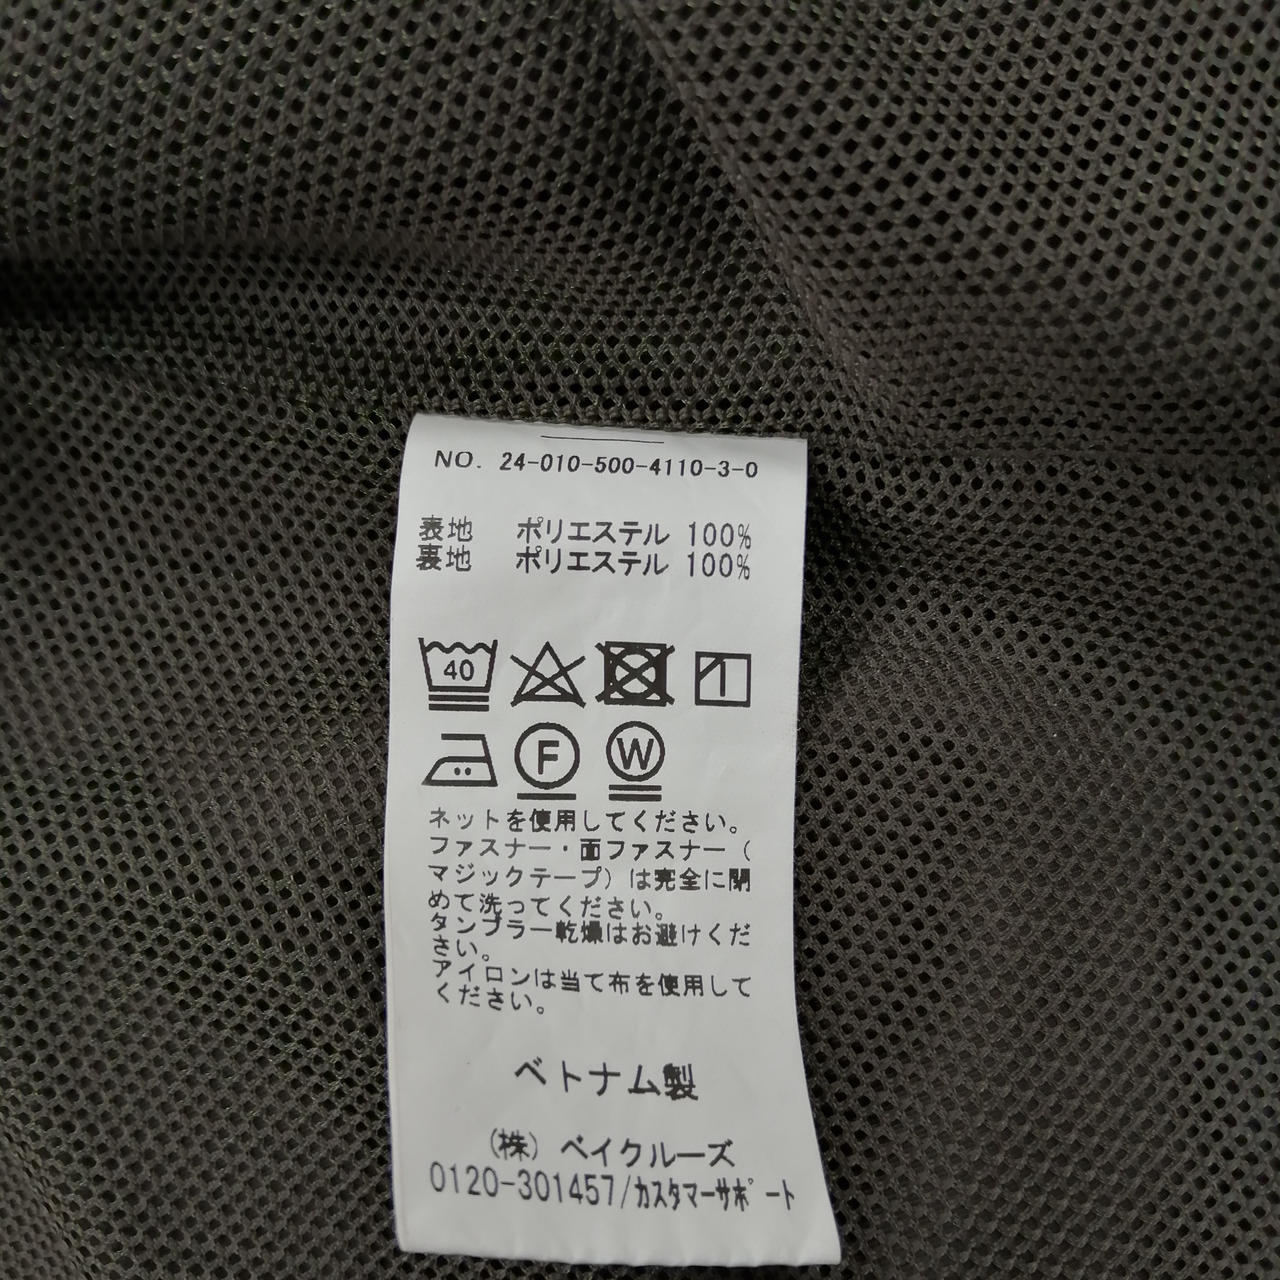 NO. 24-010-500-4110-3-0
表地 ポリエステル 100%
裏地 ポリエステル 100%
40
F W
ネットを使用してください。
ファスナー・面ファスナー（
マジックテープ）は完全に閉
めて洗ってください。
タンブラー乾燥はお避けくだ
さい。
アイロンは当て布を使用して
ください。
ベトナム製
（株）ベイクルーズ
0120-301457/カスタマーサポート